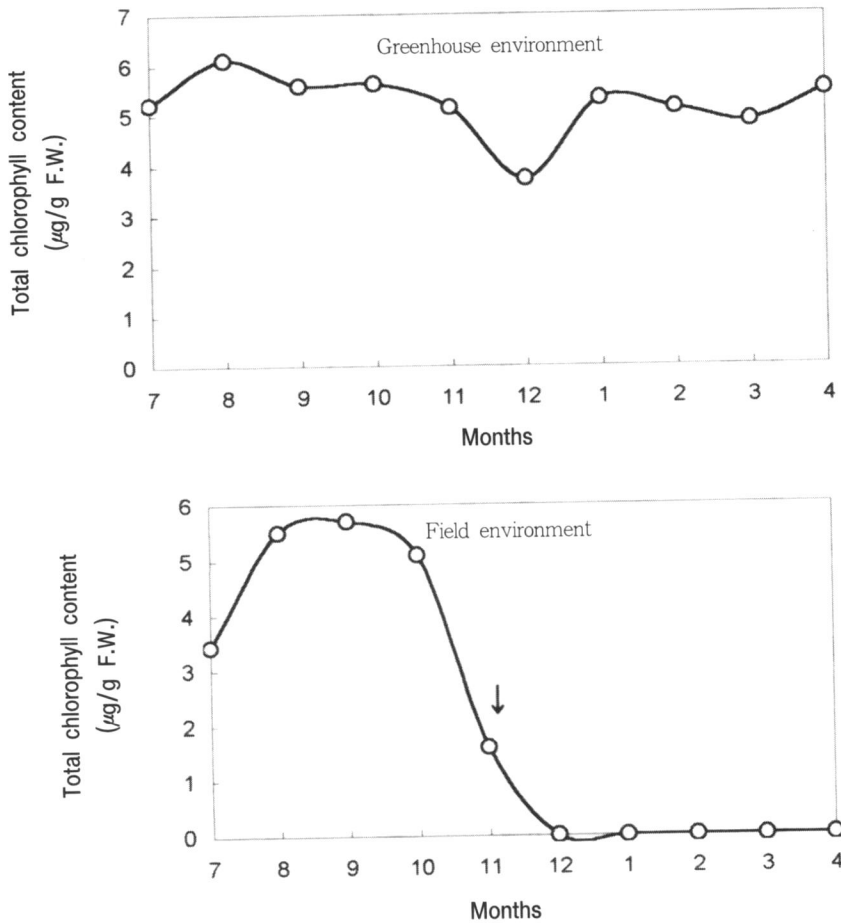 7
Greenhouse environment
6
5
4
3
2
1
0
Total chlorophyll content
(μg/g F.W.)
7 8 9 10 11 12 1 2 3 4
Months
6
Field environment
5
4
3
2
1
0
Total chlorophyll content
(μg/g F.W.)
7 8 9 10 11 12 1 2 3 4
Months